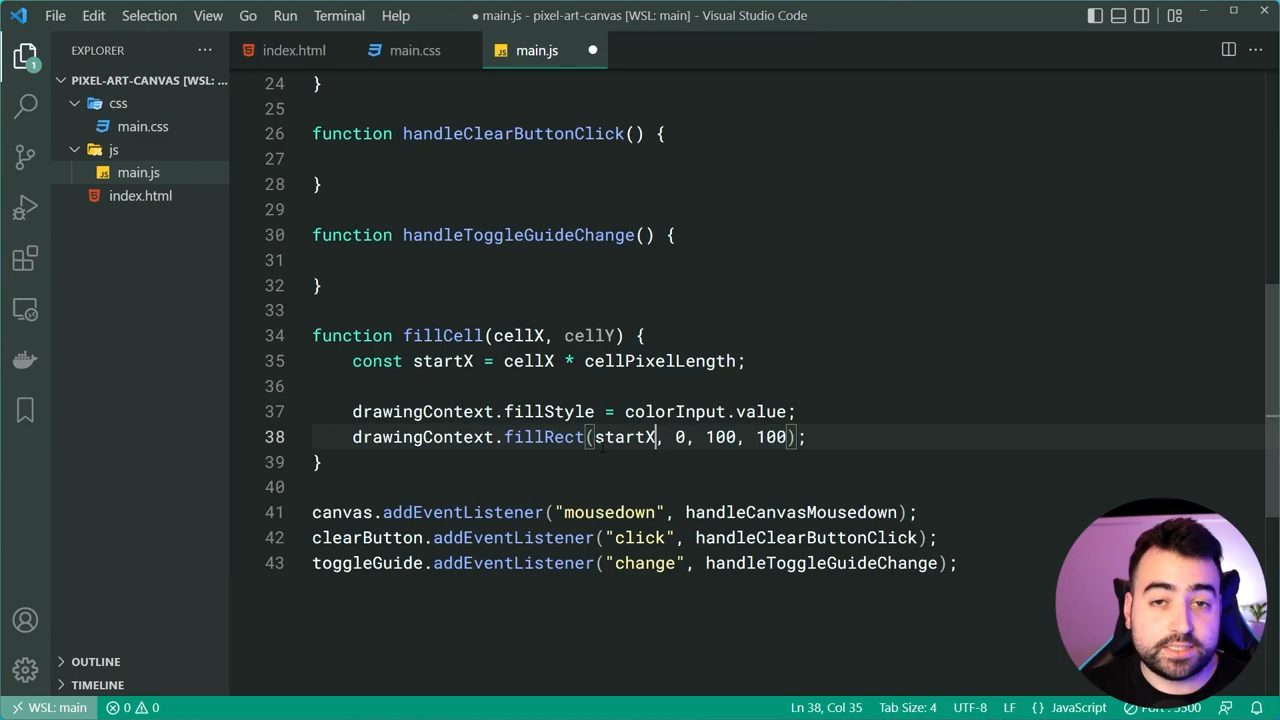 File Edit Selection View Go Run Terminal Help
main.js - pixel-art-canvas [WSL: main] - Visual Studio Code
EXPLORER
index.html
main.css
main.js
1
PIXEL-ART-CANVAS [WSL: ...
css
main.css
js
main.js
index.html
24 }
25
26 function handleClearButtonClick() {
27
28 }
29
30 function handleToggleGuideChange() {
31
32 }
33
34 function fillCell(cellX, cellY) {
35 const startX = cellX * cellPixelLength;
36
37 drawingContext.fillStyle = colorInput.value;
38 drawingContext.fillRect(startX, 0, 100, 100);
39 }
40
41 canvas.addEventListener("mousedown", handleCanvasMousedown);
42 clearButton.addEventListener("click", handleClearButtonClick);
43 toggleGuide.addEventListener("change", handleToggleGuideChange);
OUTLINE
TIMELINE
WSL: main 0 0 Ln 38, Col 35 Tab Size: 4 UTF-8 LF {} JavaScript